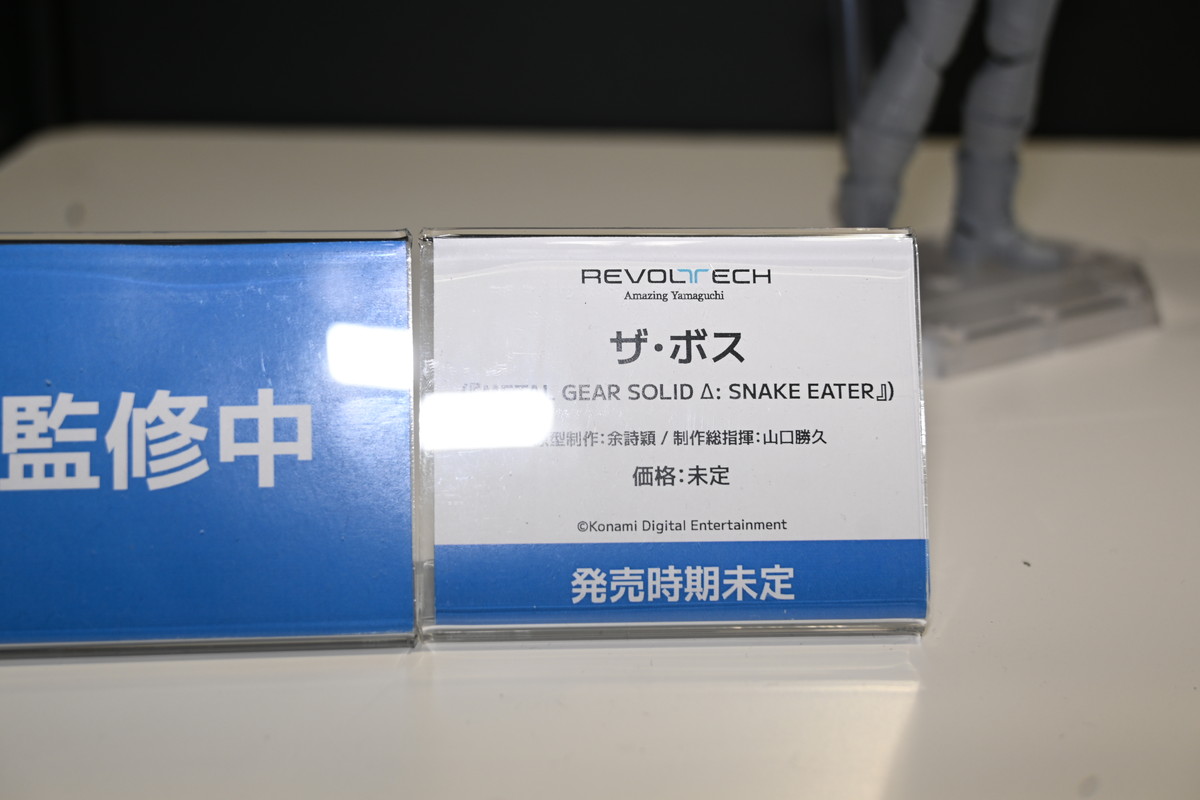 監修中
REVOLTECH
Amazing Yamaguchi
ザ・ボス
GEAR SOLID Δ: SNAKE EATER』)
型制作：余詩穎 / 制作総指揮：山口勝久
価格：未定
©Konami Digital Entertainment
発売時期未定